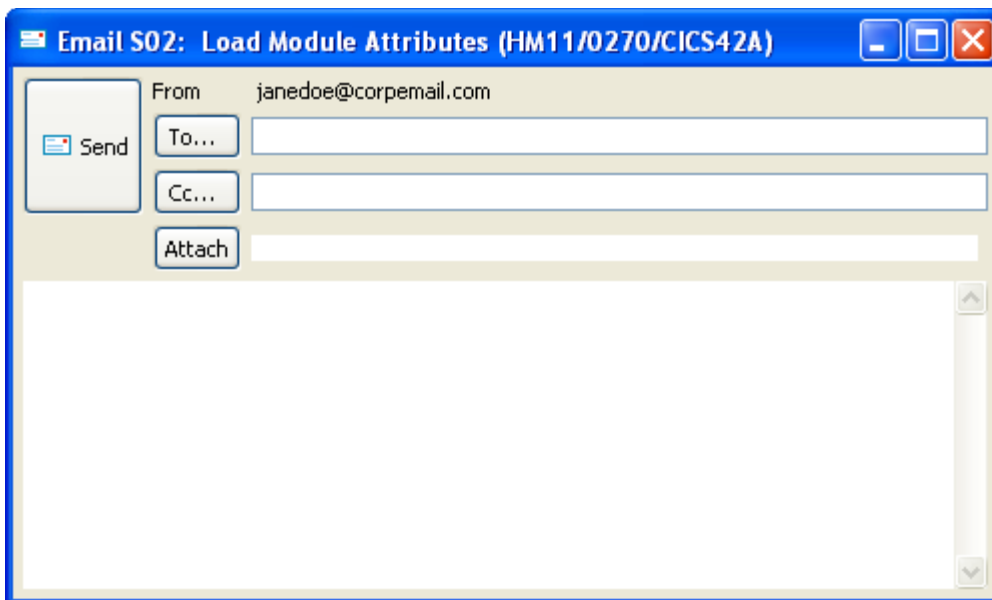 Email S02: Load Module Attributes (HM11/0270/CICS42A)
From janedoe@corpemail.com
Send
To...
Cc...
Attach